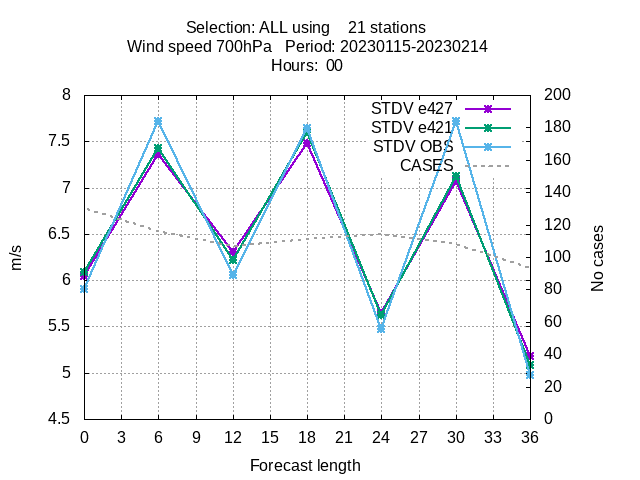 Selection: ALL using 21 stations
Wind speed 700hPa Period: 20230115-20230214
Hours: 00
8
7.5
7
6.5
6
5.5
5
4.5
m/s
STDV e427
STDV e421
STDV OBS
CASES
200
180
160
140
120
100
80
60
40
20
0
No cases
0 3 6 9 12 15 18 21 24 27 30 33 36
Forecast length